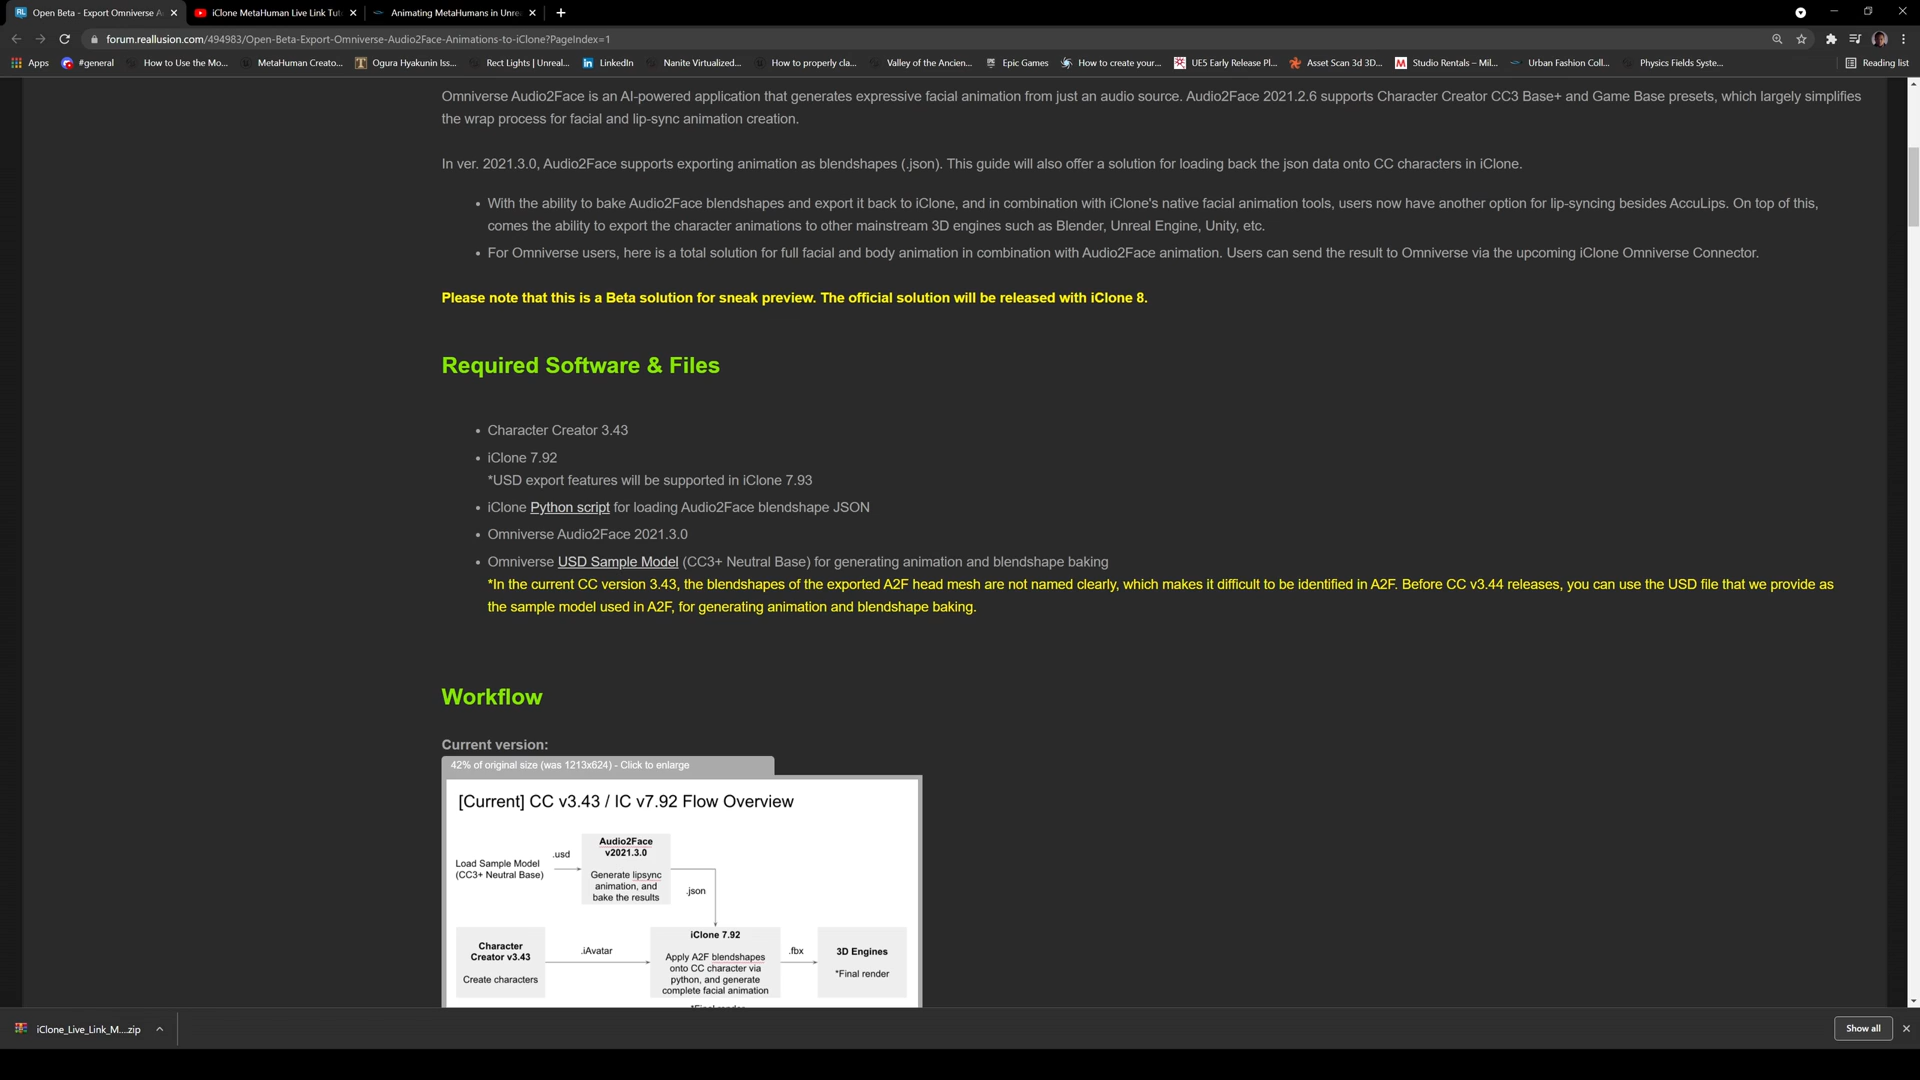 Open Beta - Export Omniverse A
iClone MetaHuman Live Link Tut
Animating MetaHumans in Unre
forum.reallusion.com/494983/Open-Beta-Export-Omniverse-Audio2Face-Animations-to-iClone?PageIndex=1
Apps
#general
How to Use the Mo...
MetaHuman Creato...
Ogura Hyakunin Iss...
Rect Lights | Unreal...
LinkedIn
Nanite Virtualized...
How to properly cla...
Valley of the Ancien...
Epic Games
How to create your...
UE5 Early Release Pl...
Asset Scan 3d 3D...
Studio Rentals – Mil...
Urban Fashion Coll...
Physics Fields Syste...
Reading list
Omniverse Audio2Face is an AI-powered application that generates expressive facial animation from just an audio source. Audio2Face 2021.2.6 supports Character Creator CC3 Base+ and Game Base presets, which largely simplifies
the wrap process for facial and lip-sync animation creation.
In ver. 2021.3.0, Audio2Face supports exporting animation as blendshapes (.json). This guide will also offer a solution for loading back the json data onto CC characters in iClone.
• With the ability to bake Audio2Face blendshapes and export it back to iClone, and in combination with iClone's native facial animation tools, users now have another option for lip-syncing besides AccuLips. On top of this,
comes the ability to export the character animations to other mainstream 3D engines such as Blender, Unreal Engine, Unity, etc.
• For Omniverse users, here is a total solution for full facial and body animation in combination with Audio2Face animation. Users can send the result to Omniverse via the upcoming iClone Omniverse Connector.
Please note that this is a Beta solution for sneak preview. The official solution will be released with iClone 8.
Required Software & Files
• Character Creator 3.43
• iClone 7.92
*USD export features will be supported in iClone 7.93
• iClone Python script for loading Audio2Face blendshape JSON
• Omniverse Audio2Face 2021.3.0
• Omniverse USD Sample Model (CC3+ Neutral Base) for generating animation and blendshape baking
*In the current CC version 3.43, the blendshapes of the exported A2F head mesh are not named clearly, which makes it difficult to be identified in A2F. Before CC v3.44 releases, you can use the USD file that we provide as
the sample model used in A2F, for generating animation and blendshape baking.
Workflow
Current version:
42% of original size (was 1213x624) - Click to enlarge
[Current] CC v3.43 / IC v7.92 Flow Overview
Load Sample Model
(CC3+ Neutral Base)
.usd
Audio2Face
v2021.3.0
Generate lipsync
animation, and
bake the results
.json
Character
Creator v3.43
Create characters
.iAvatar
iClone 7.92
Apply A2F blendshapes
onto CC character via
python, and generate
complete facial animation
.fbx
3D Engines
*Final render
*Final render
iClone_Live_Link_M....zip
Show all